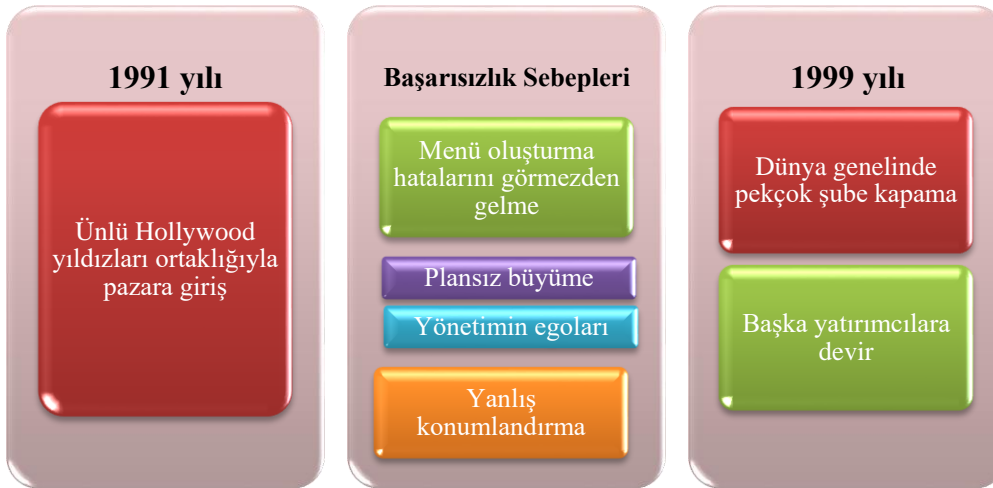 1991 yılı
Ünlü Hollywood
yıldızları ortaklığıyla
pazara giriş
Başarısızlık Sebepleri
Menü oluşturma
hatalarını görmezden
gelme
Plansız büyüme
Yönetimin egoları
Yanlış
konumlandırma
1999 yılı
Dünya genelinde
pekçok şube kapama
Başka yatırımcılara
devir